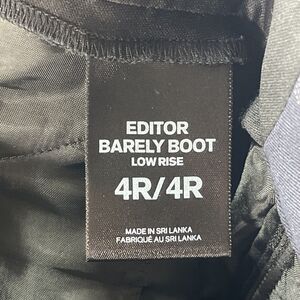 EDITOR
BARELY BOOT
LOW RISE
4R/4R
MADE IN SRI LANKA
FABRIQUÉ AU SRI LANKA